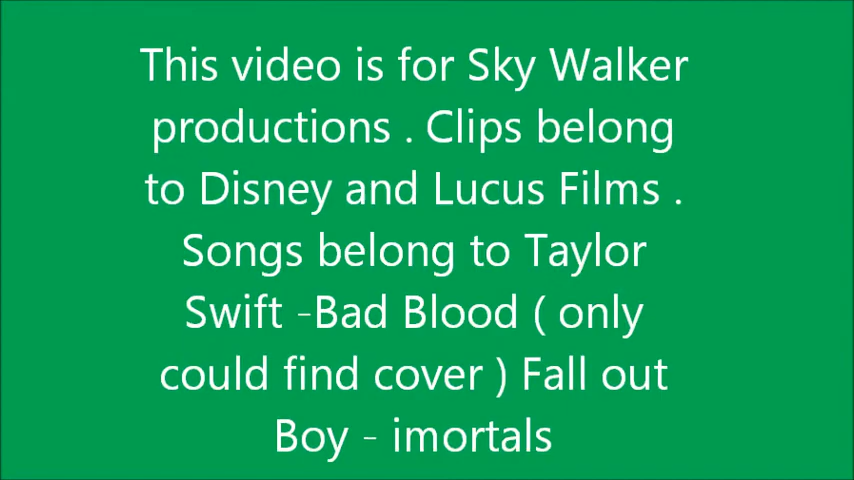 This video is for Sky Walker
productions . Clips belong
to Disney and Lucus Films .
Songs belong to Taylor
Swift -Bad Blood ( only
could find cover ) Fall out
Boy - imortals